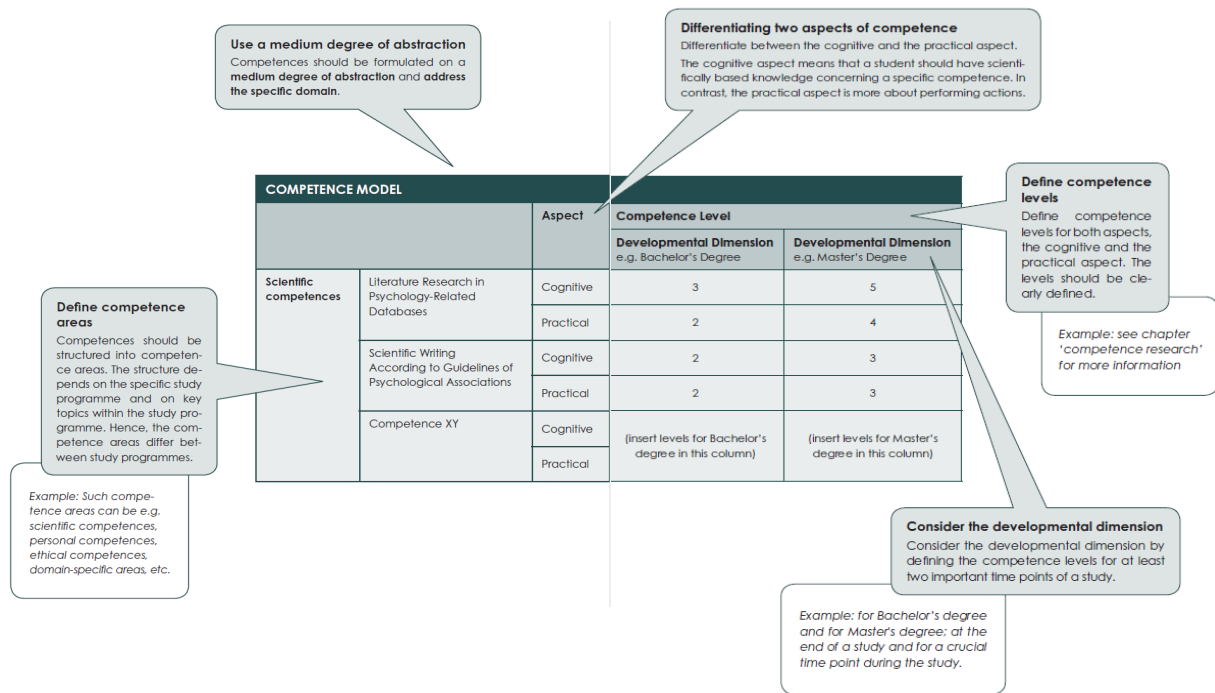 Use a medium degree of abstraction
Competences should be formulated on a
medium degree of abstraction and address
the specific domain.
Differentiating two aspects of competence
Differentiate between the cognitive and the practical aspect.
The cognitive aspect means that a student should have scienti-
fically based knowledge concerning a specific competence. In
contrast, the practical aspect is more about performing actions.
COMPETENCE MODEL
Aspect
Competence Level
Developmental Dimension
e.g. Bachelor's Degree
Developmental Dimension
e.g. Master's Degree
Scientific
competences
Literature Research in
Psychology-Related
Databases
Cognitive
3
5
Practical
2
4
Scientific Writing
According to Guidelines of
Psychological Associations
Cognitive
2
3
Practical
2
3
Competence XY
Cognitive
Practical
(insert levels for Bachelor's
degree in this column)
(insert levels for Master's
degree in this column)
Define competence
levels
Define competence
levels for both aspects,
the cognitive and the
practical aspect. The
levels should be cle-
arly defined.
Example: see chapter
'competence research'
for more information
Define competence
areas
Competences should be
structured into competen-
ce areas. The structure de-
pends on the specific study
programme and on key
topics within the study pro-
gramme. Hence, the com-
petence areas differ bet-
ween study programmes.
Example: Such compe-
tence areas can be e.g.
scientific competences,
personal competences,
ethical competences,
domain-specific areas, etc.
Consider the developmental dimension
Consider the developmental dimension by
defining the competence levels for at least
two important time points of a study.
Example: for Bachelor's degree
and for Master's degree; at the
end of a study and for a crucial
time point during the study.